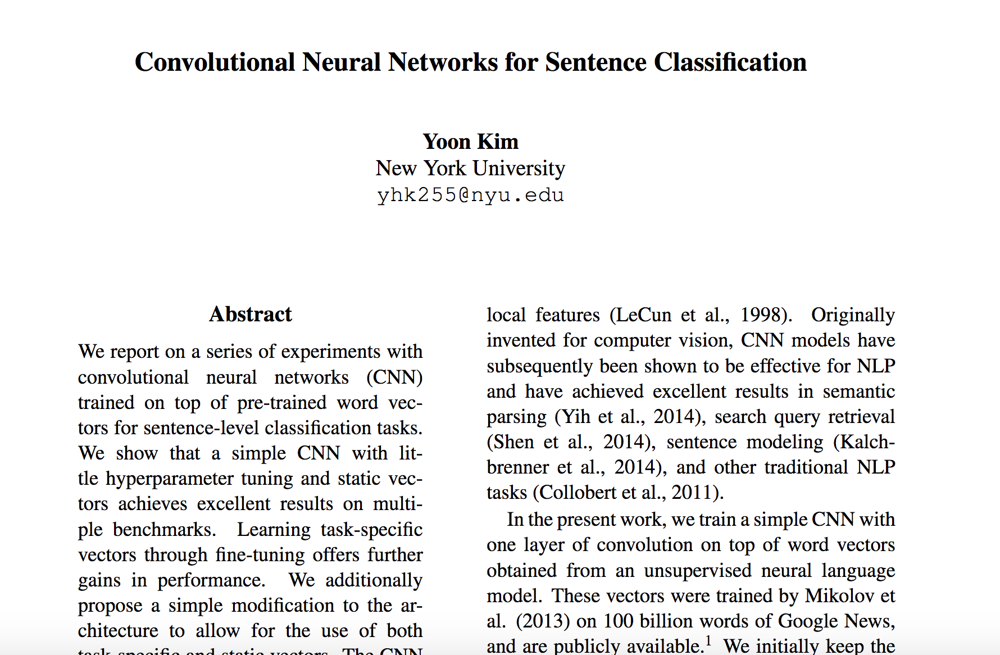 Convolutional Neural Networks for Sentence Classification
Yoon Kim
New York University
yhk255@nyu.edu
Abstract
We report on a series of experiments with
convolutional neural networks (CNN)
trained on top of pre-trained word vec-
tors for sentence-level classification tasks.
We show that a simple CNN with lit-
tle hyperparameter tuning and static vec-
tors achieves excellent results on multi-
ple benchmarks. Learning task-specific
vectors through fine-tuning offers further
gains in performance. We additionally
propose a simple modification to the ar-
chitecture to allow for the use of both
task-specific and static vectors. The CNN
local features (LeCun et al., 1998). Originally
invented for computer vision, CNN models have
subsequently been shown to be effective for NLP
and have achieved excellent results in semantic
parsing (Yih et al., 2014), search query retrieval
(Shen et al., 2014), sentence modeling (Kalch-
brenner et al., 2014), and other traditional NLP
tasks (Collobert et al., 2011).
In the present work, we train a simple CNN with
one layer of convolution on top of word vectors
obtained from an unsupervised neural language
model. These vectors were trained by Mikolov et
al. (2013) on 100 billion words of Google News,
and are publicly available.¹ We initially keep the